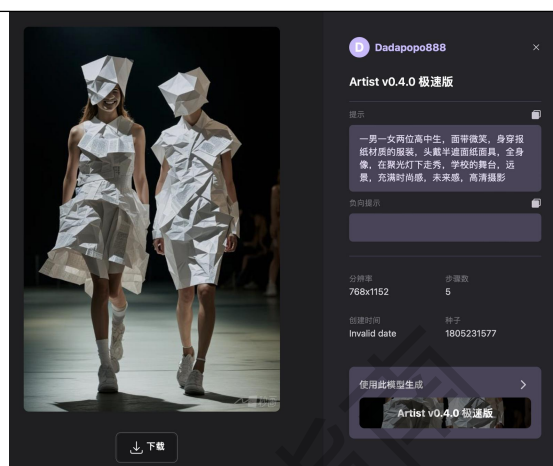 D Dadapopo888 ×
Artist v0.4.0 极速版
提示
一男一女两位高中生，面带微笑，身穿报
纸材质的服装，头戴半遮面纸面具，全身
像，在聚光灯下走秀，学校的舞台，远
景，充满时尚感，未来感，高清摄影
负向提示
分辨率 步骤数
768x1152 5
创建时间 种子
Invalid date 1805231577
使用此模型生成
Artist v0.4.0 极速版
下载